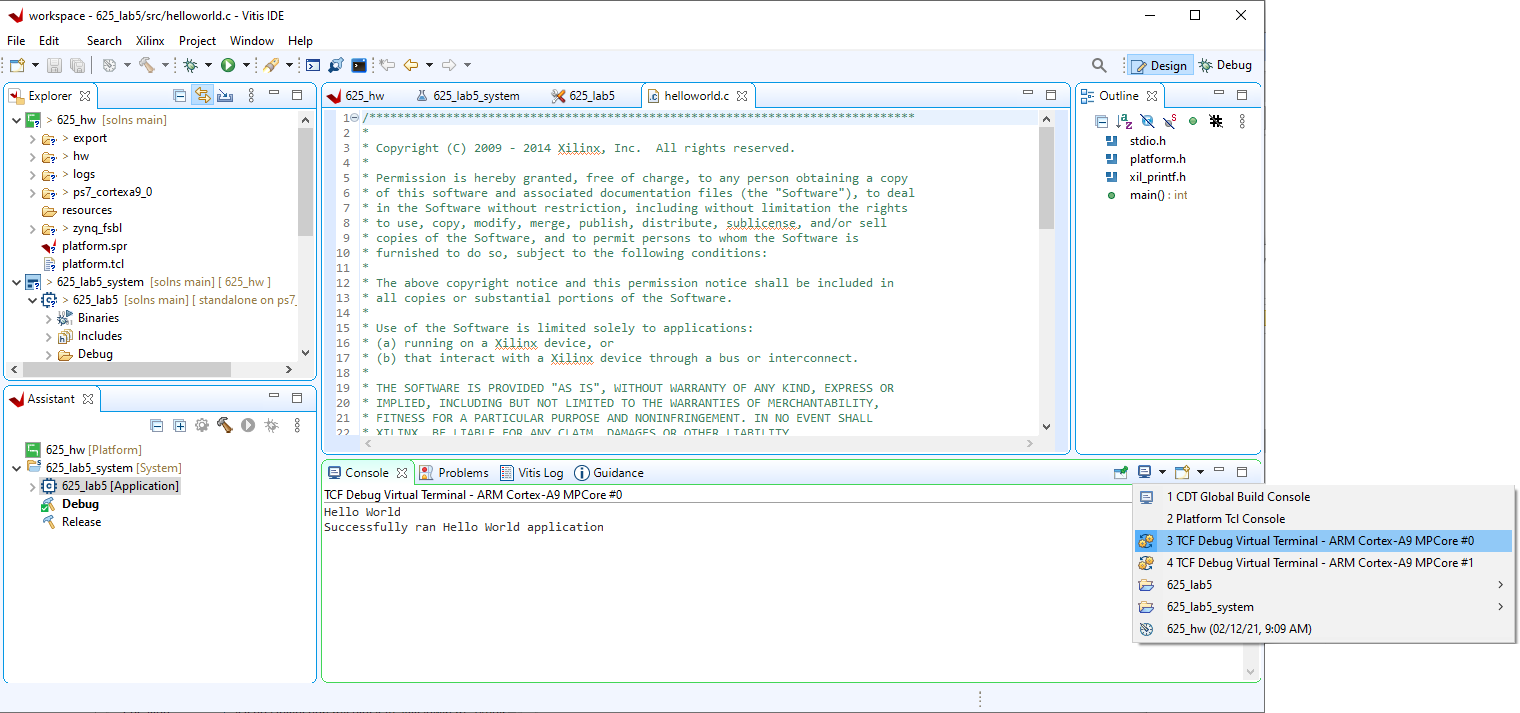 workspace - 625_lab5/src/helloworld.c - Vitis IDE
File Edit Search Xilinx Project Window Help
Design Debug
Explorer
> 625_hw [solns main]
> export
> hw
> logs
> ps7_cortexa9_0
resources
> zynq_fsbl
platform.spr
platform.tcl
> 625_lab5_system [solns main] [ 625_hw ]
> 625_lab5 [solns main] [ standalone on ps7_
Binaries
Includes
Debug
Assistant
625_hw [Platform]
625_lab5_system [System]
625_lab5 [Application]
Debug
Release
625_hw 625_lab5_system 625_lab5 helloworld.c
1 /******************************************************************************
2 *
3 * Copyright (C) 2009 - 2014 Xilinx, Inc. All rights reserved.
4 *
5 * Permission is hereby granted, free of charge, to any person obtaining a copy
6 * of this software and associated documentation files (the "Software"), to deal
7 * in the Software without restriction, including without limitation the rights
8 * to use, copy, modify, merge, publish, distribute, sublicense, and/or sell
9 * copies of the Software, and to permit persons to whom the Software is
10 * furnished to do so, subject to the following conditions:
11 *
12 * The above copyright notice and this permission notice shall be included in
13 * all copies or substantial portions of the Software.
14 *
15 * Use of the Software is limited solely to applications:
16 * (a) running on a Xilinx device, or
17 * (b) that interact with a Xilinx device through a bus or interconnect.
18 *
19 * THE SOFTWARE IS PROVIDED "AS IS", WITHOUT WARRANTY OF ANY KIND, EXPRESS OR
20 * IMPLIED, INCLUDING BUT NOT LIMITED TO THE WARRANTIES OF MERCHANTABILITY,
21 * FITNESS FOR A PARTICULAR PURPOSE AND NONINFRINGEMENT. IN NO EVENT SHALL
22 * XILINX BE LIABLE FOR ANY CLAIM, DAMAGES OR OTHER LIABILITY,
Outline
stdio.h
platform.h
xil_printf.h
main() : int
Console Problems Vitis Log Guidance
TCF Debug Virtual Terminal - ARM Cortex-A9 MPCore #0
Hello World
Successfully ran Hello World application
1 CDT Global Build Console
2 Platform Tcl Console
3 TCF Debug Virtual Terminal - ARM Cortex-A9 MPCore #0
4 TCF Debug Virtual Terminal - ARM Cortex-A9 MPCore #1
625_lab5
625_lab5_system
625_hw (02/12/21, 9:09 AM)